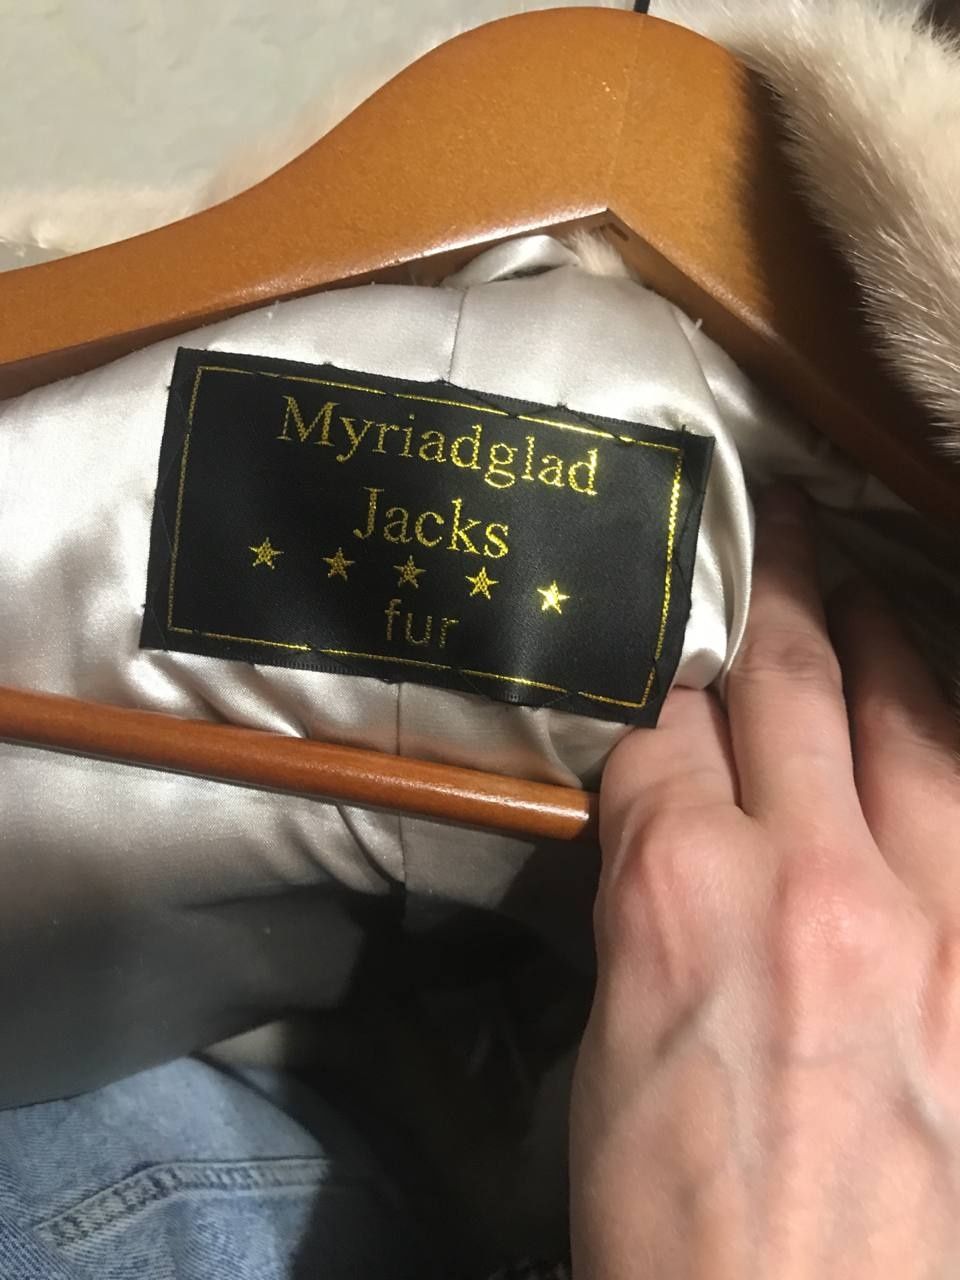 Myriadglad
Jacks
★ ★ ★ ★ ★
fur